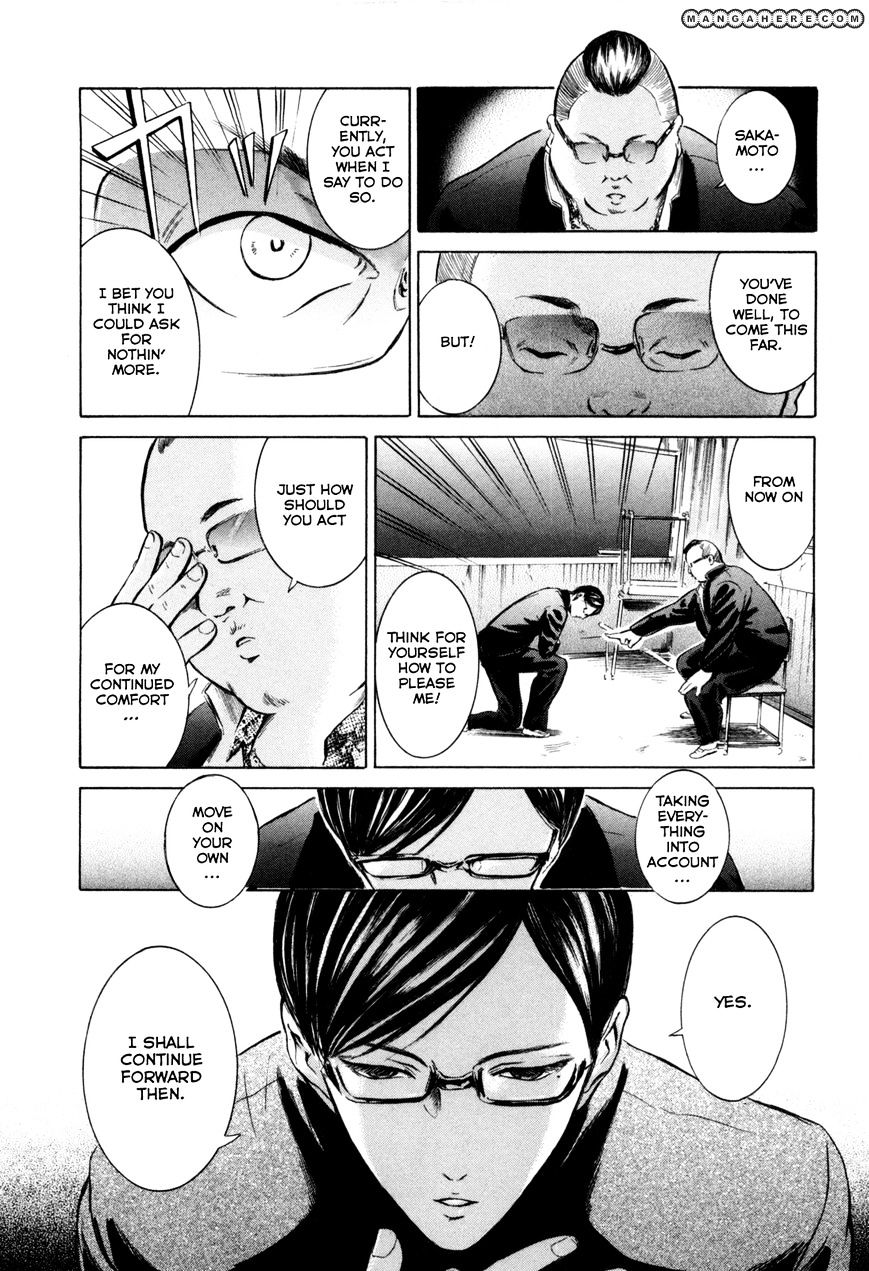 MANGAHERE.COM
SAKA-
MOTO
...
YOU'VE
DONE
WELL, TO
COME THIS
FAR.
BUT!
CURR-
ENTLY,
YOU ACT
WHEN I
SAY TO DO
SO.
I BET YOU
THINK I
COULD ASK
FOR
NOTHIN'
MORE.
カッ
FROM
NOW ON
THINK FOR
YOURSELF
HOW TO
PLEASE
ME!
JUST HOW
SHOULD
YOU ACT
FOR MY
CONTINUED
COMFORT
...
TAKING
EVERY-
THING
INTO
ACCOUNT
...
MOVE
ON
YOUR
OWN
...
YES.
I SHALL
CONTINUE
FORWARD
THEN.